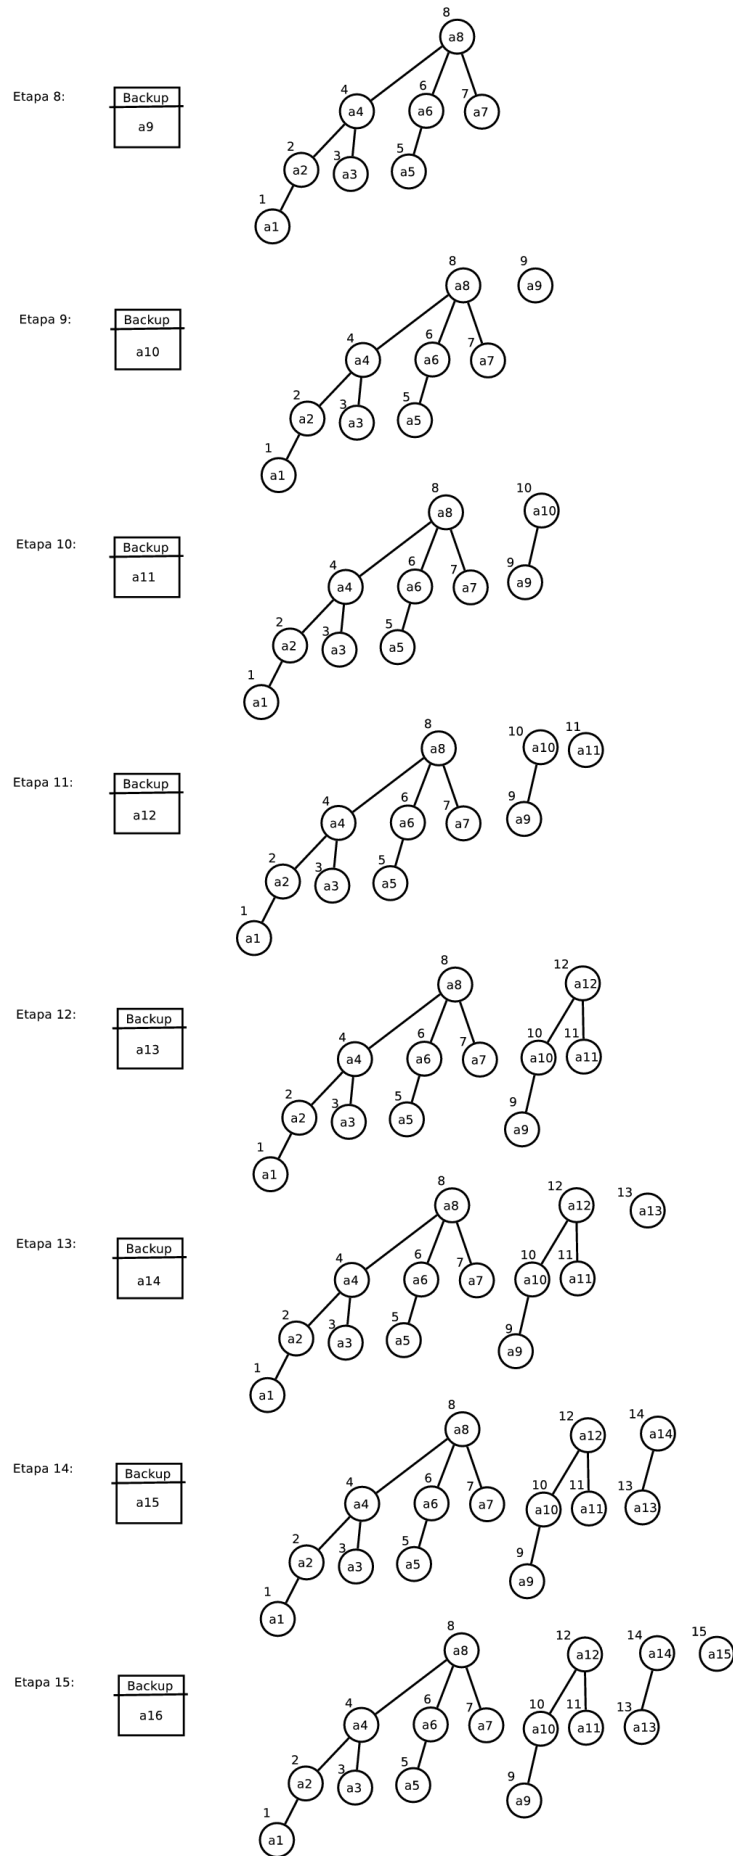 8
a8
Etapa 8:
Backup
a9
4
a4
6
a6
7
a7
2
a2
3
a3
5
a5
1
a1
8
a8
9
a9
Etapa 9:
Backup
a10
4
a4
6
a6
7
a7
2
a2
3
a3
5
a5
1
a1
8
a8
10
a10
Etapa 10:
Backup
a11
4
a4
6
a6
7
a7
9
a9
2
a2
3
a3
5
a5
1
a1
8
a8
10
a10
11
a11
Etapa 11:
Backup
a12
4
a4
6
a6
7
a7
9
a9
2
a2
3
a3
5
a5
1
a1
8
a8
12
a12
Etapa 12:
Backup
a13
4
a4
6
a6
7
a7
10
a10
11
a11
2
a2
3
a3
5
a5
9
a9
1
a1
8
a8
12
a12
13
a13
Etapa 13:
Backup
a14
4
a4
6
a6
7
a7
10
a10
11
a11
2
a2
3
a3
5
a5
9
a9
1
a1
8
a8
12
a12
14
a14
Etapa 14:
Backup
a15
4
a4
6
a6
7
a7
10
a10
11
a11
13
a13
2
a2
3
a3
5
a5
9
a9
1
a1
8
a8
12
a12
14
a14
15
a15
Etapa 15:
Backup
a16
4
a4
6
a6
7
a7
10
a10
11
a11
13
a13
2
a2
3
a3
5
a5
9
a9
1
a1